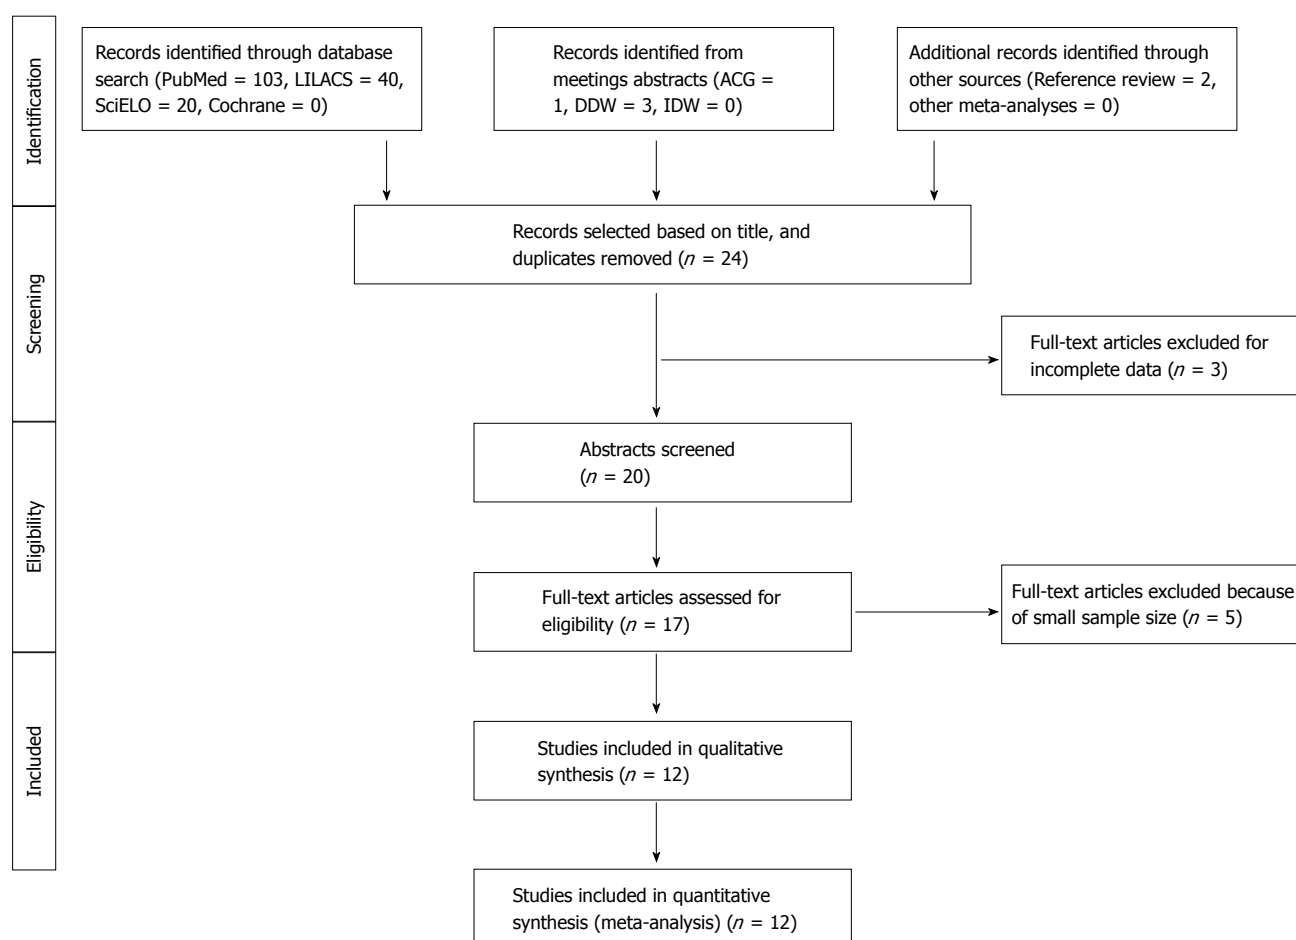 Identification
Records identified through database
search (PubMed = 103, LILACS = 40,
SciELO = 20, Cochrane = 0)
Records identified from
meetings abstracts (ACG =
1, DDW = 3, IDW = 0)
Additional records identified through
other sources (Reference review = 2,
other meta-analyses = 0)
Screening
Records selected based on title, and
duplicates removed (n = 24)
Full-text articles excluded for
incomplete data (n = 3)
Eligibility
Abstracts screened
(n = 20)
Full-text articles assessed for
eligibility (n = 17)
Full-text articles excluded because
of small sample size (n = 5)
Included
Studies included in qualitative
synthesis (n = 12)
Studies included in quantitative
synthesis (meta-analysis) (n = 12)